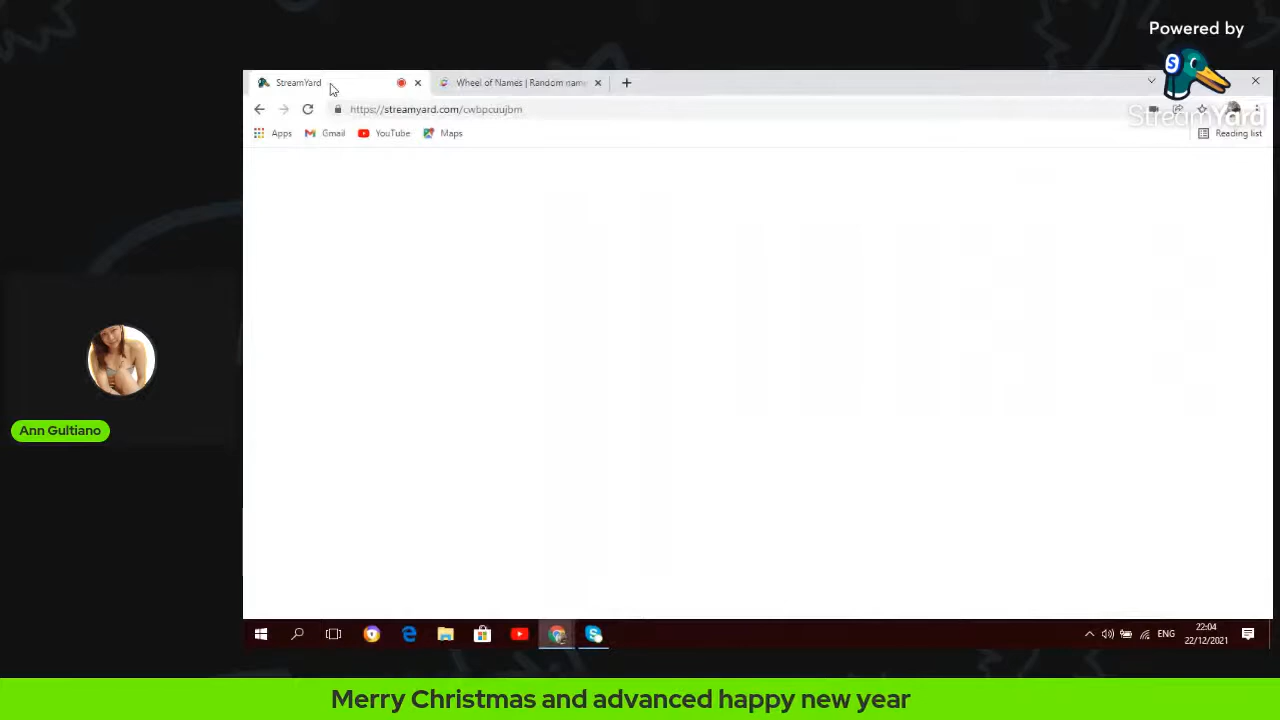 Powered by
StreamYard
StreamYard
Wheel of Names | Random name
https://streamyard.com/cwbpcuujbm
Apps
Gmail
YouTube
Maps
Reading list
Ann Gultiano
22:04
ENG
22/12/2021
Merry Christmas and advanced happy new year